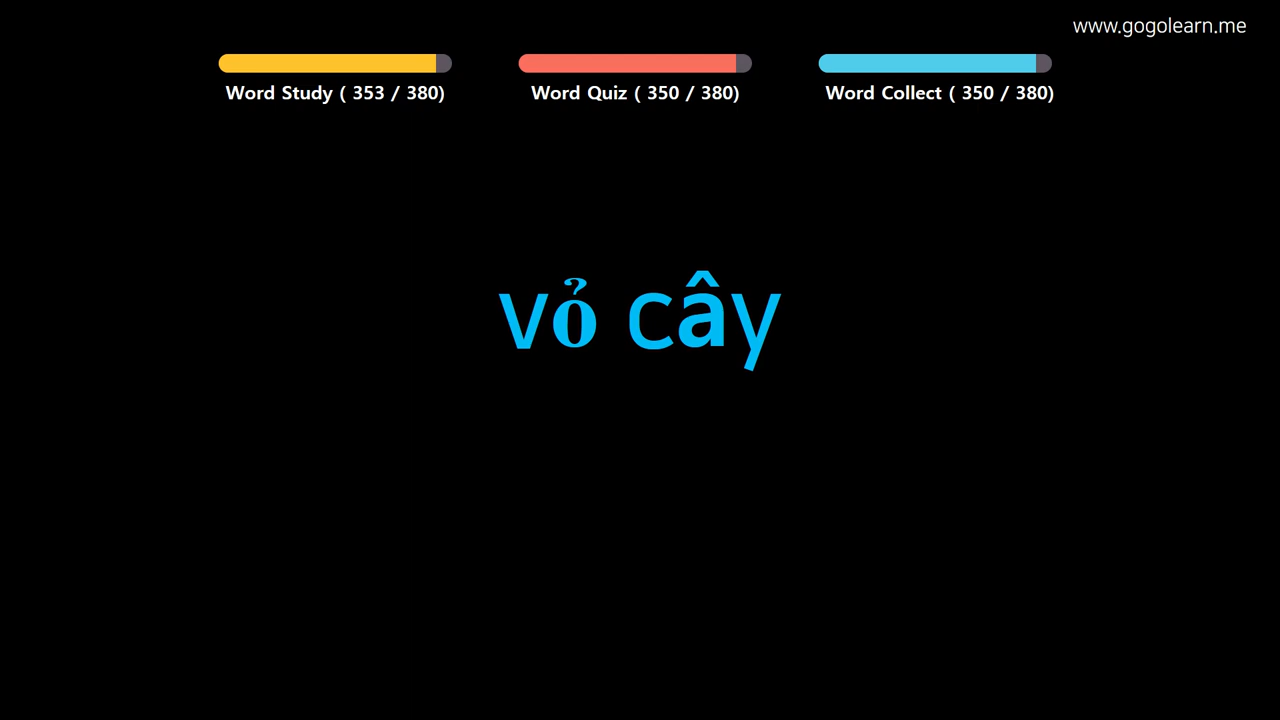 www.gogolearn.me
Word Study ( 353 / 380)
Word Quiz ( 350 / 380)
Word Collect ( 350 / 380)
vỏ cây